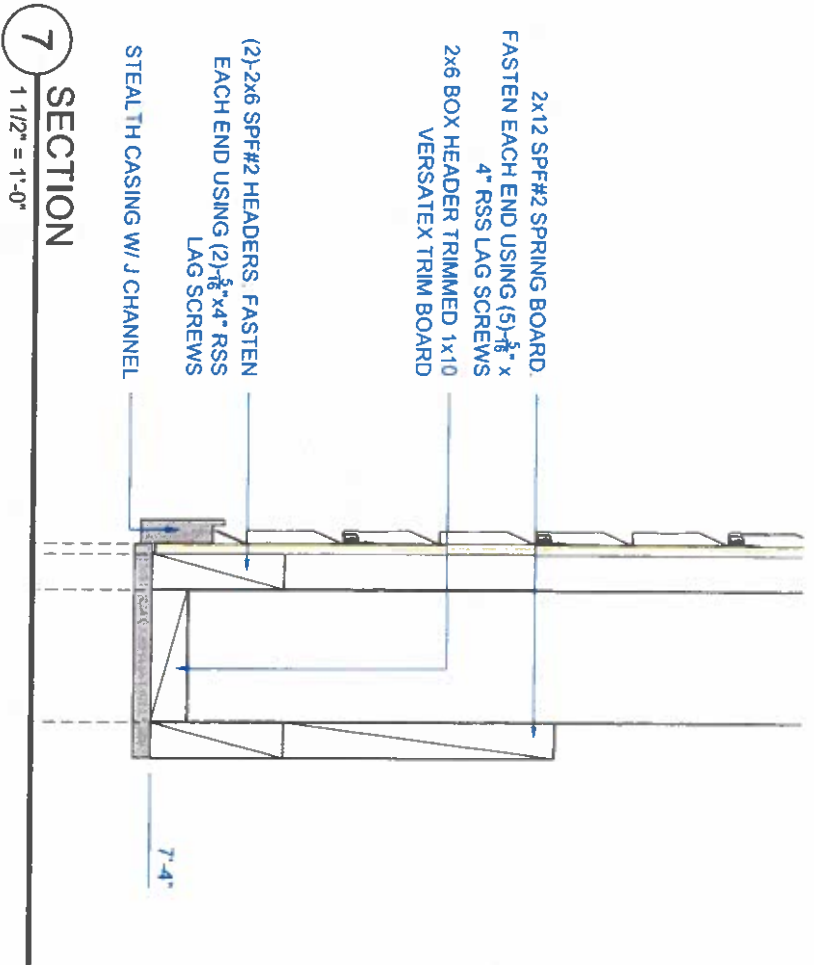 2x12 SPF#2 SPRING BOARD.
FASTEN EACH END USING (5)-5/16" x
4" RSS LAG SCREWS
2x6 BOX HEADER TRIMMED 1x10
VERSATEX TRIM BOARD
(2)-2x6 SPF#2 HEADERS. FASTEN
EACH END USING (2)-5/16"x4" RSS
LAG SCREWS
STEALTH CASING W/ J CHANNEL
7'-4"
7
SECTION
1 1/2" = 1'-0"